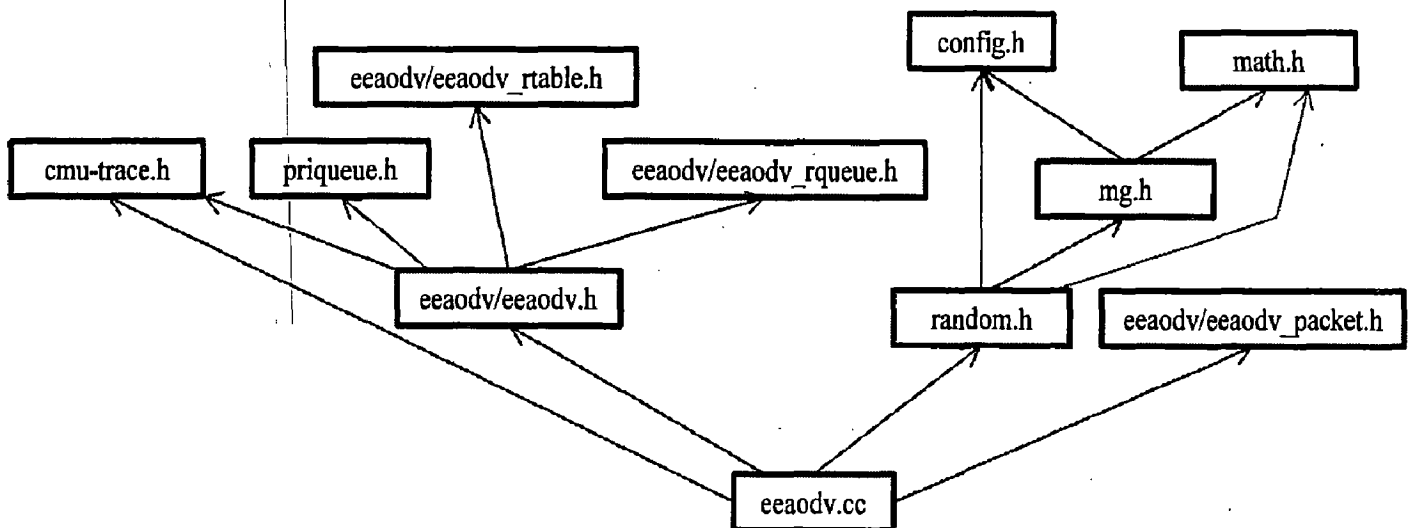 config.h
math.h
eeaodv/eeaodv_rtable.h
cmu-trace.h
priqueue.h
eeaodv/eeaodv_rqueue.h
mg.h
eeaodv/eeaodv.h
random.h
eeaodv/eeaodv_packet.h
eeaodv.cc